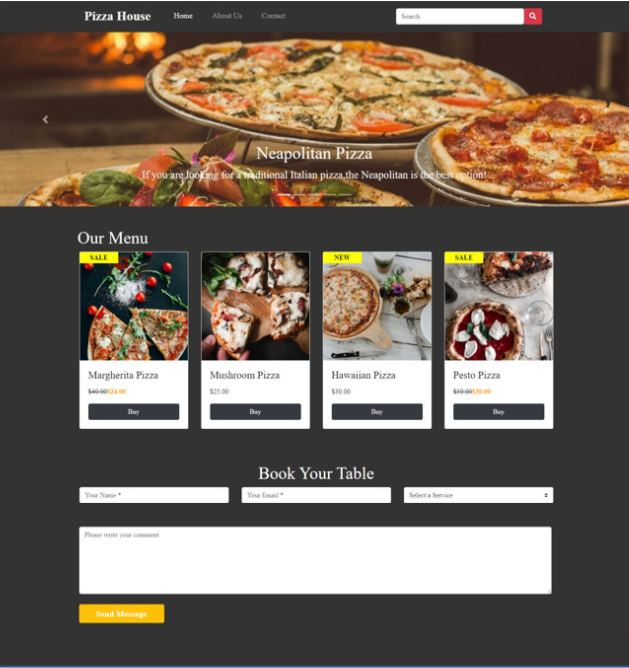 Pizza House Home About Us Contact Search
Neapolitan Pizza
If you are looking for a traditional Italian pizza,the Neapolitan is the best option!
Our Menu
SALE NEW SALE
Margherita Pizza Mushroom Pizza Hawaiian Pizza Pesto Pizza
$40.00$24.00 $25.00 $30.00 $50.00$30.00
Buy Buy Buy Buy
Book Your Table
Your Name * Your Email * Select a Service
Please write your comment
Send Message